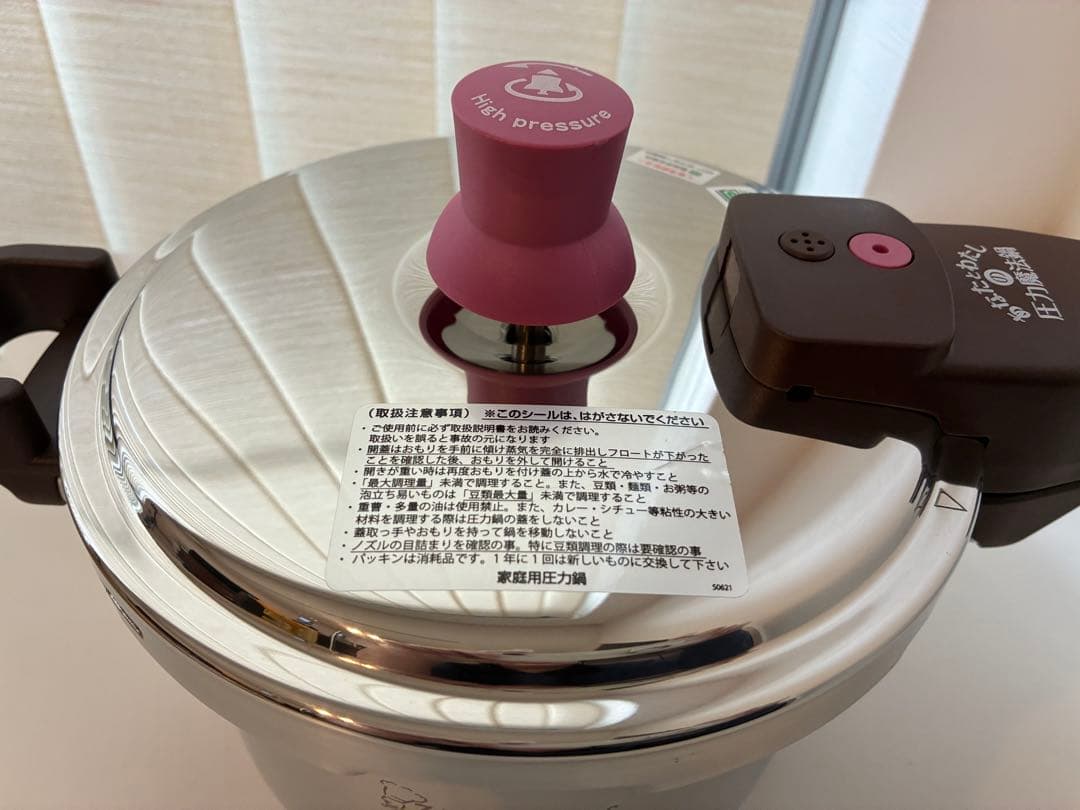 High pressure
あなたとわたし
の
圧力魔法鍋
(取扱注意事項) ※このシールは、はがさないでください
・ご使用前に必ず取扱説明書をお読みください。
取扱いを誤ると事故の元になります
・開蓋はおもりを手前に傾け蒸気を完全に排出しフロートが下がった
ことを確認した後、おもりを外して開けること
・開きが重い時は再度おもりを付け蓋の上から水で冷やすこと
・「最大調理量」未満で調理すること。また、豆類・麺類・お粥等の
泡立ち易いものは「豆類最大量」未満で調理すること
・重曹・多量の油は使用禁止。また、カレー・シチュー等粘性の大きい
材料を調理する際は圧力鍋の蓋をしないこと
・蓋取っ手やおもりを持って鍋を移動しないこと
・ノズルの目詰まりを確認の事。特に豆類調理の際は要確認の事
・パッキンは消耗品です。1年に1回は新しいものに交換して下さい
家庭用圧力鍋
S0621